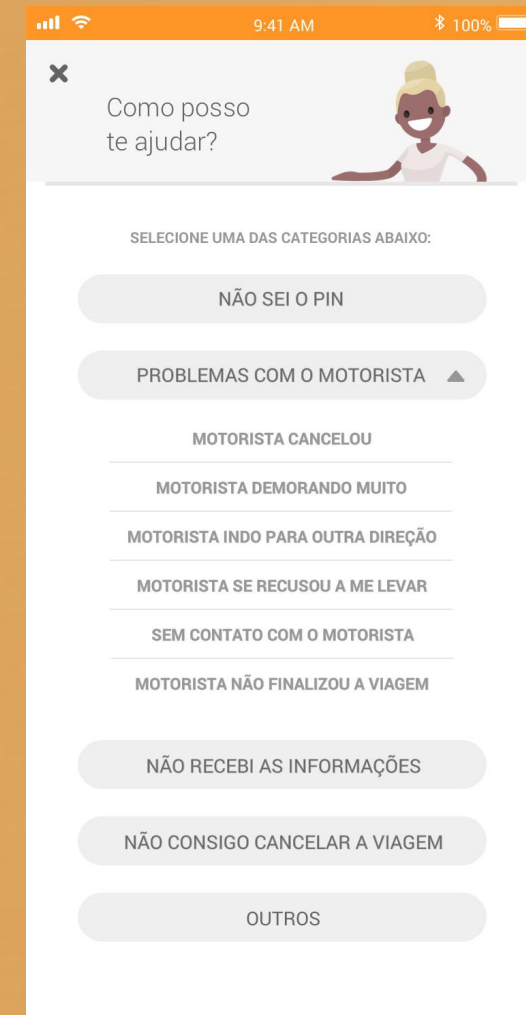 9:41 AM
100%
Como posso
te ajudar?
SELECIONE UMA DAS CATEGORIAS ABAIXO:
NÃO SEI O PIN
PROBLEMAS COM O MOTORISTA
MOTORISTA CANCELOU
MOTORISTA DEMORANDO MUITO
MOTORISTA INDO PARA OUTRA DIREÇÃO
MOTORISTA SE RECUSOU A ME LEVAR
SEM CONTATO COM O MOTORISTA
MOTORISTA NÃO FINALIZOU A VIAGEM
NÃO RECEBI AS INFORMAÇÕES
NÃO CONSIGO CANCELAR A VIAGEM
OUTROS